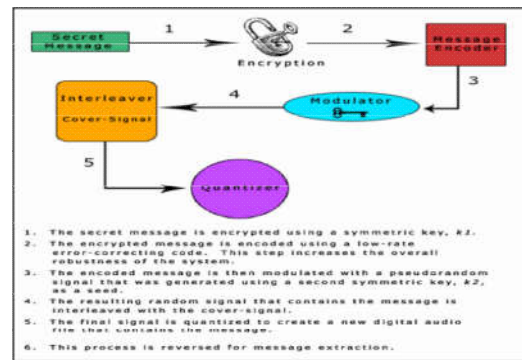 Secret
Message
1
Encryption
2
Message
Encoder
3
Modulator
4
Interleaver
Cover-Signal
5
Quantizer
1. The secret message is encrypted using a symmetric key, k1.
2. The encrypted message is encoded using a low-rate
error-correcting code. This step increases the overall
robustness of the system.
3. The encoded message is then modulated with a pseudorandom
signal that was generated using a second symmetric key, k2,
as a seed.
4. The resulting random signal that contains the message is
interleaved with the cover-signal.
5. The final signal is quantized to create a new digital audio
file that contains the message.
6. This process is reversed for message extraction.